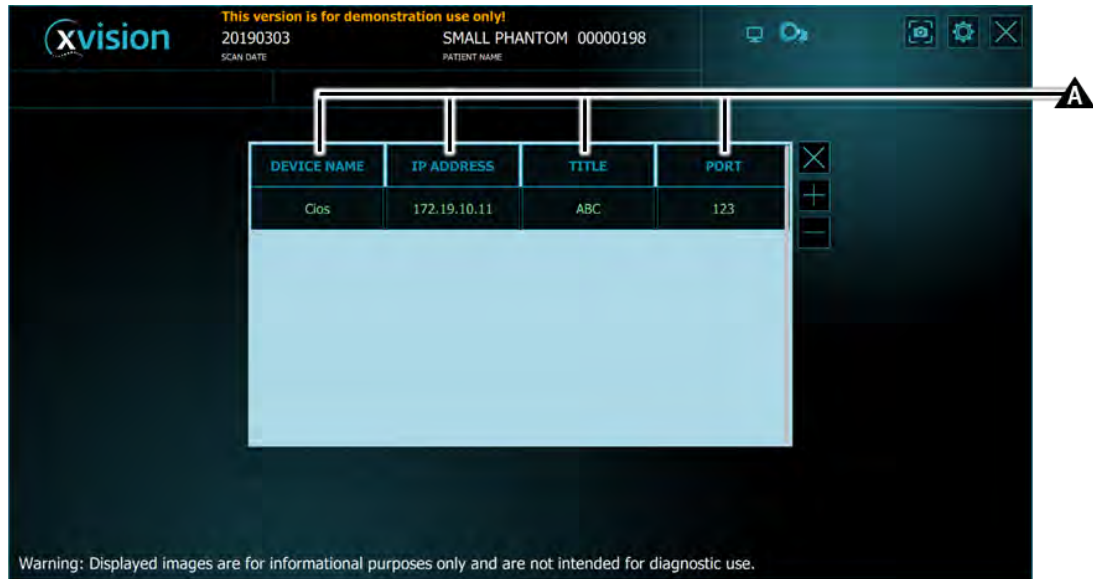 This version is for demonstration use only!
xvision
20190303 SMALL PHANTOM 00000198
SCAN DATE PATIENT NAME
A
DEVICE NAME IP ADDRESS TITLE PORT
Cios 172.19.10.11 ABC 123
Warning: Displayed images are for informational purposes only and are not intended for diagnostic use.